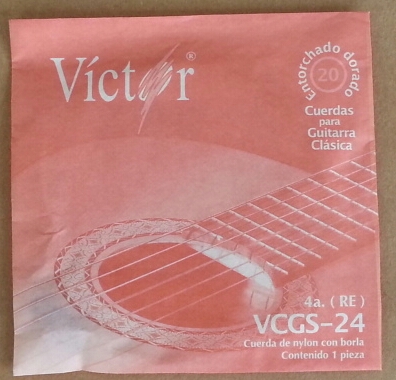 Víctor®
Entorchado dorado
20
Cuerdas
para
Guitarra
Clásica
4a. ( RE )
VCGS-24
Cuerda de nylon con borla
Contenido 1 pieza